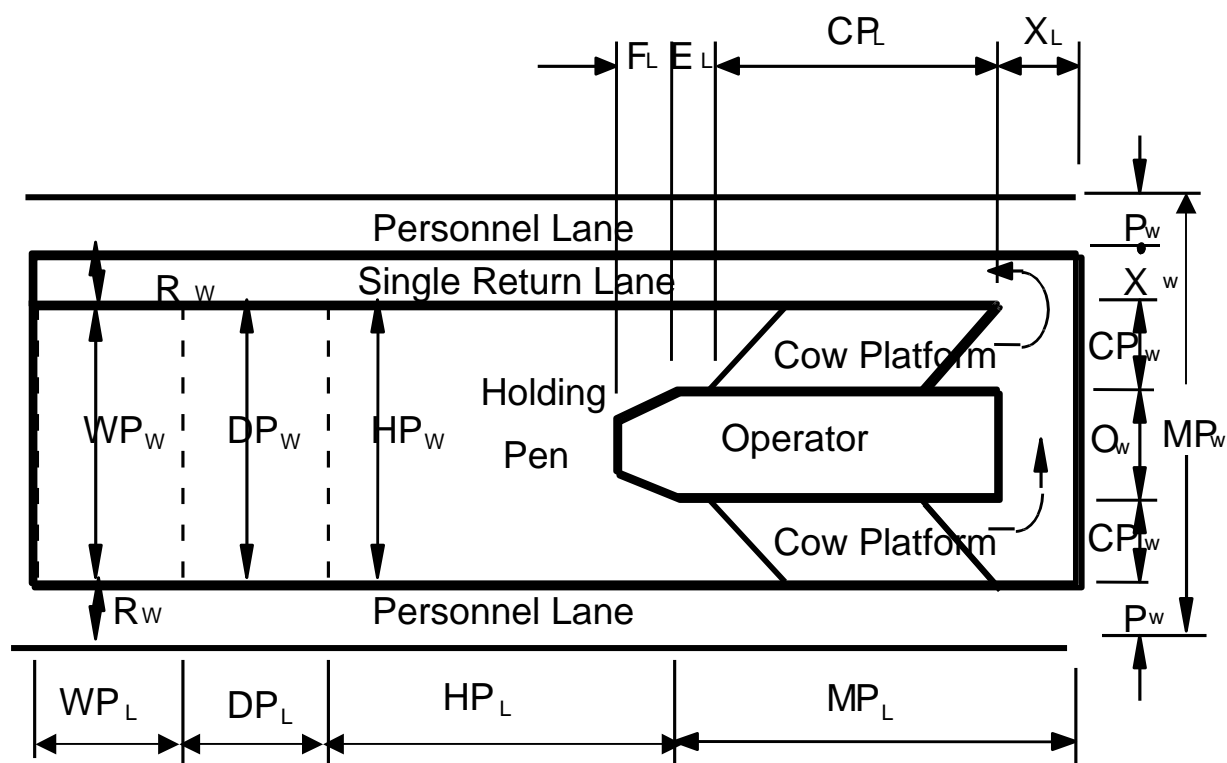 CPL
XL
FL
EL
Personnel Lane
Pw
Single Return Lane
RW
Xw
Cow Platform
CPw
Holding
Pen
WPW
DPW
HPW
Operator
Ow
MPw
Cow Platform
CPw
RW
Personnel Lane
Pw
WPL
DPL
HPL
MPL